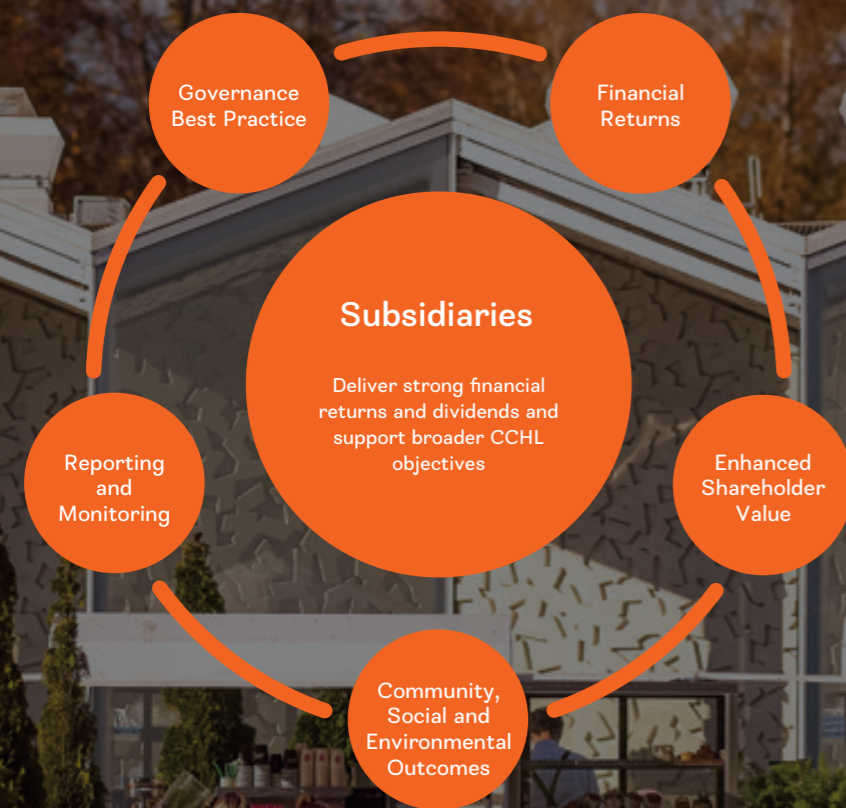 Governance
Best Practice
Financial
Returns
Subsidiaries
Deliver strong financial
returns and dividends and
support broader CCHL
objectives
Reporting
and
Monitoring
Enhanced
Shareholder
Value
Community,
Social and
Environmental
Outcomes